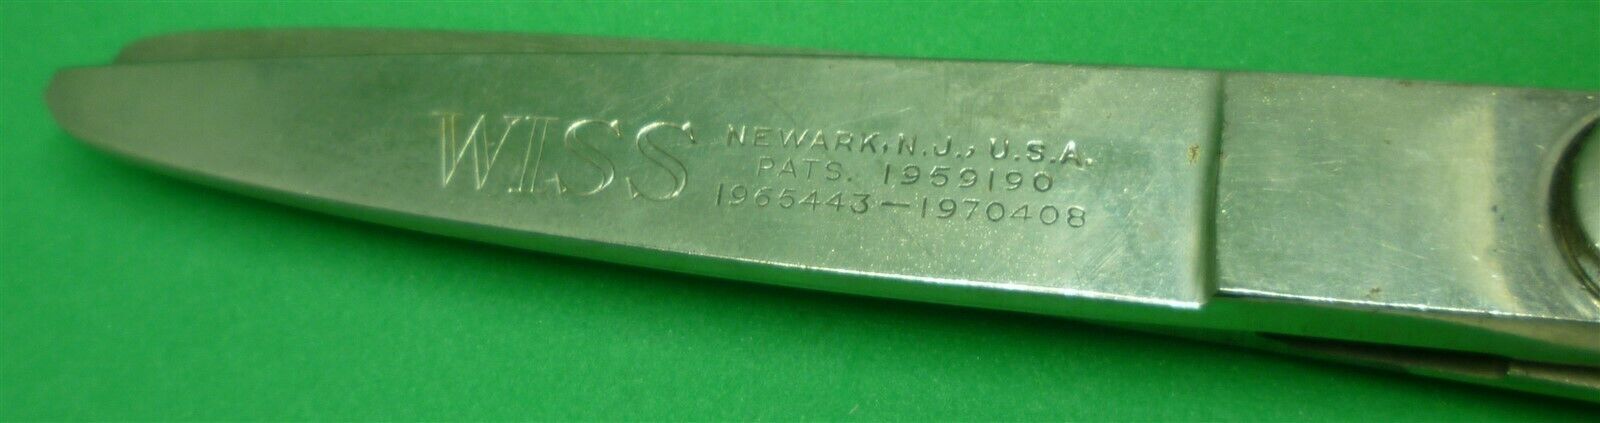 WISS
NEWARK, N.J., U.S.A.
PATS. 1959190
1965443—1970408